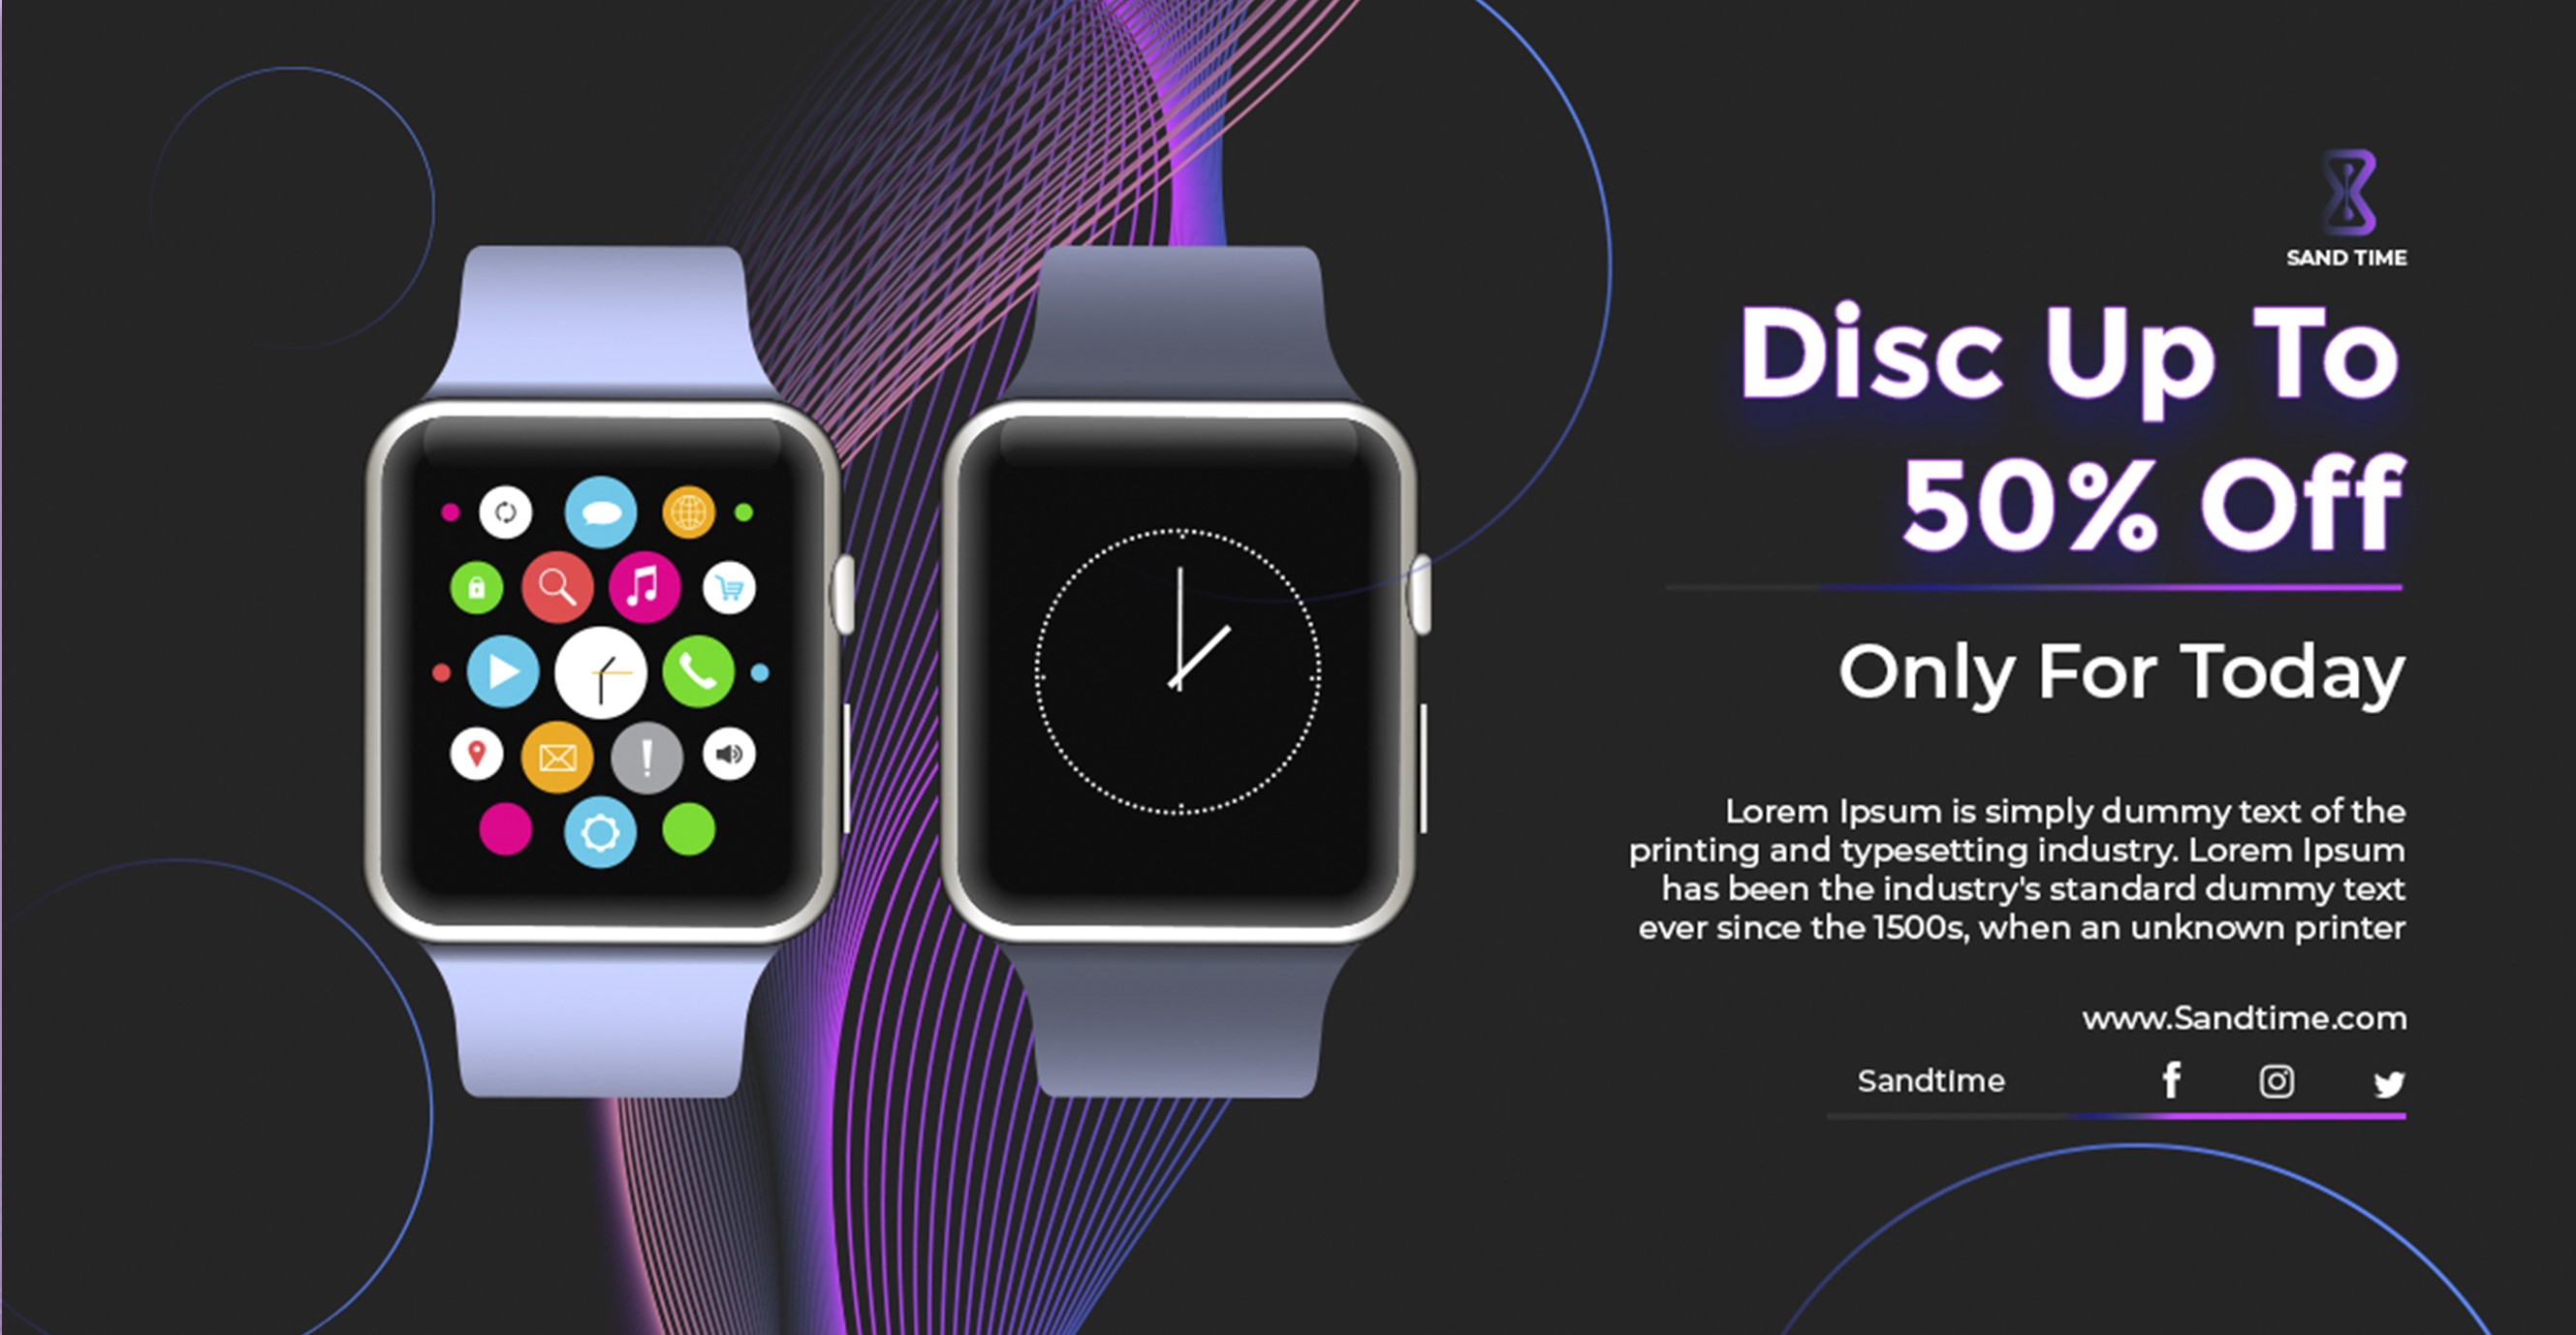 SAND TIME
Disc Up To
50% Off
Only For Today
Lorem Ipsum is simply dummy text of the
printing and typesetting industry. Lorem Ipsum
has been the industry's standard dummy text
ever since the 1500s, when an unknown printer
www.Sandtime.com
SandtIme